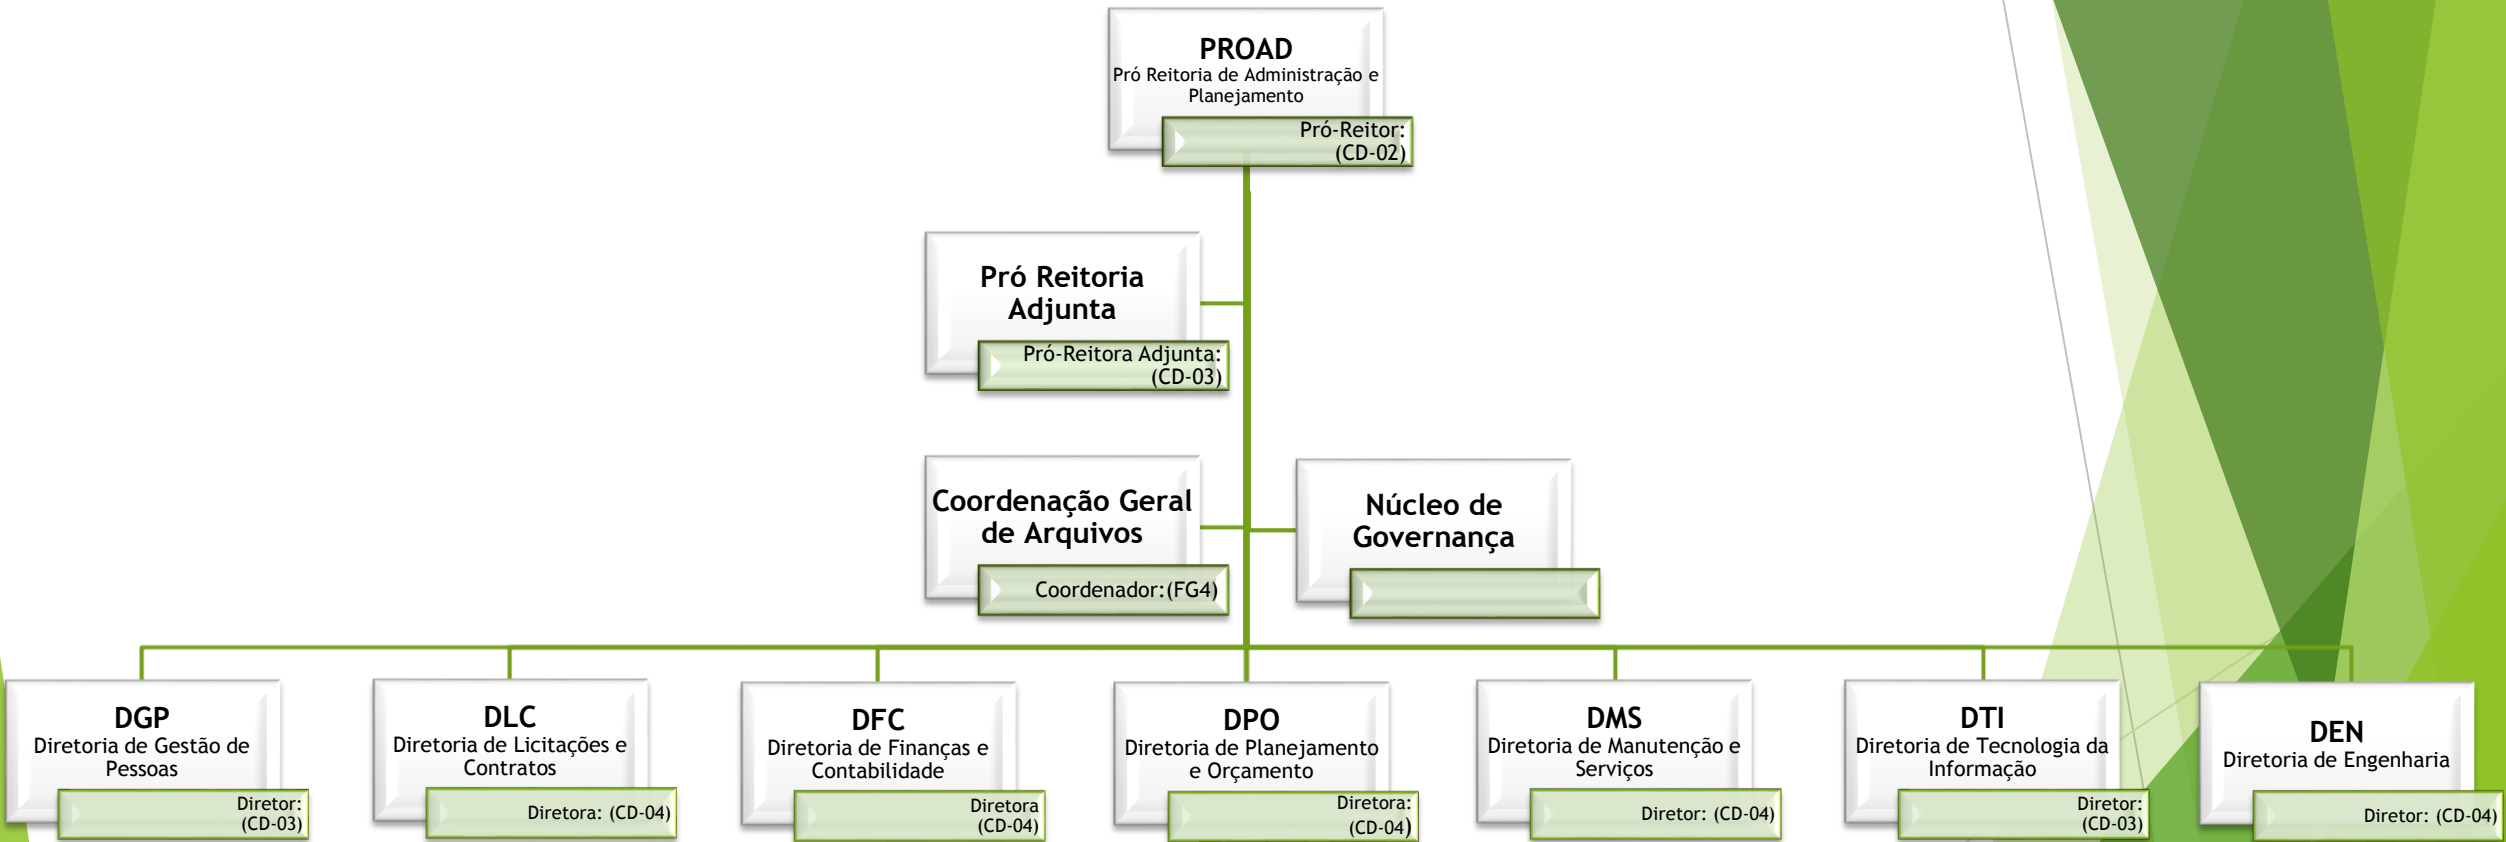 PROAD
Pró Reitoria de Administração e
Planejamento
Pró-Reitor:
(CD-02)
Pró Reitoria
Adjunta
Pró-Reitora Adjunta:
(CD-03)
Coordenação Geral
de Arquivos
Coordenador:(FG4)
Núcleo de
Governança
DGP
Diretoria de Gestão de
Pessoas
Diretor:
(CD-03)
DLC
Diretoria de Licitações e
Contratos
Diretora: (CD-04)
DFC
Diretoria de Finanças e
Contabilidade
Diretora
(CD-04)
DPO
Diretoria de Planejamento
e Orçamento
Diretora:
(CD-04)
DMS
Diretoria de Manutenção e
Serviços
Diretor: (CD-04)
DTI
Diretoria de Tecnologia da
Informação
Diretor:
(CD-03)
DEN
Diretoria de Engenharia
Diretor: (CD-04)